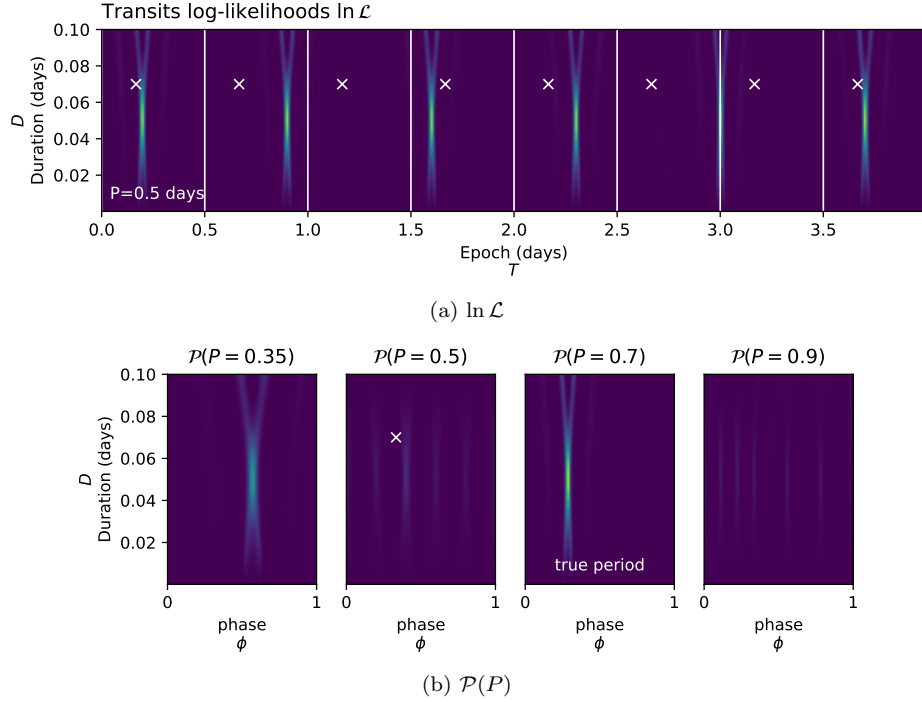 Transits log-likelihoods ln ℒ
0.10
0.08
0.06
0.04
0.02
D
Duration (days)
P=0.5 days
0.0 0.5 1.0 1.5 2.0 2.5 3.0 3.5
Epoch (days)
T
(a) ln ℒ
𝒫(P = 0.35) 𝒫(P = 0.5) 𝒫(P = 0.7) 𝒫(P = 0.9)
0.10
0.08
0.06
0.04
0.02
D
Duration (days)
true period
0 1 0 1 0 1 0 1
phase phase phase phase
ϕ ϕ ϕ ϕ
(b) 𝒫(P)